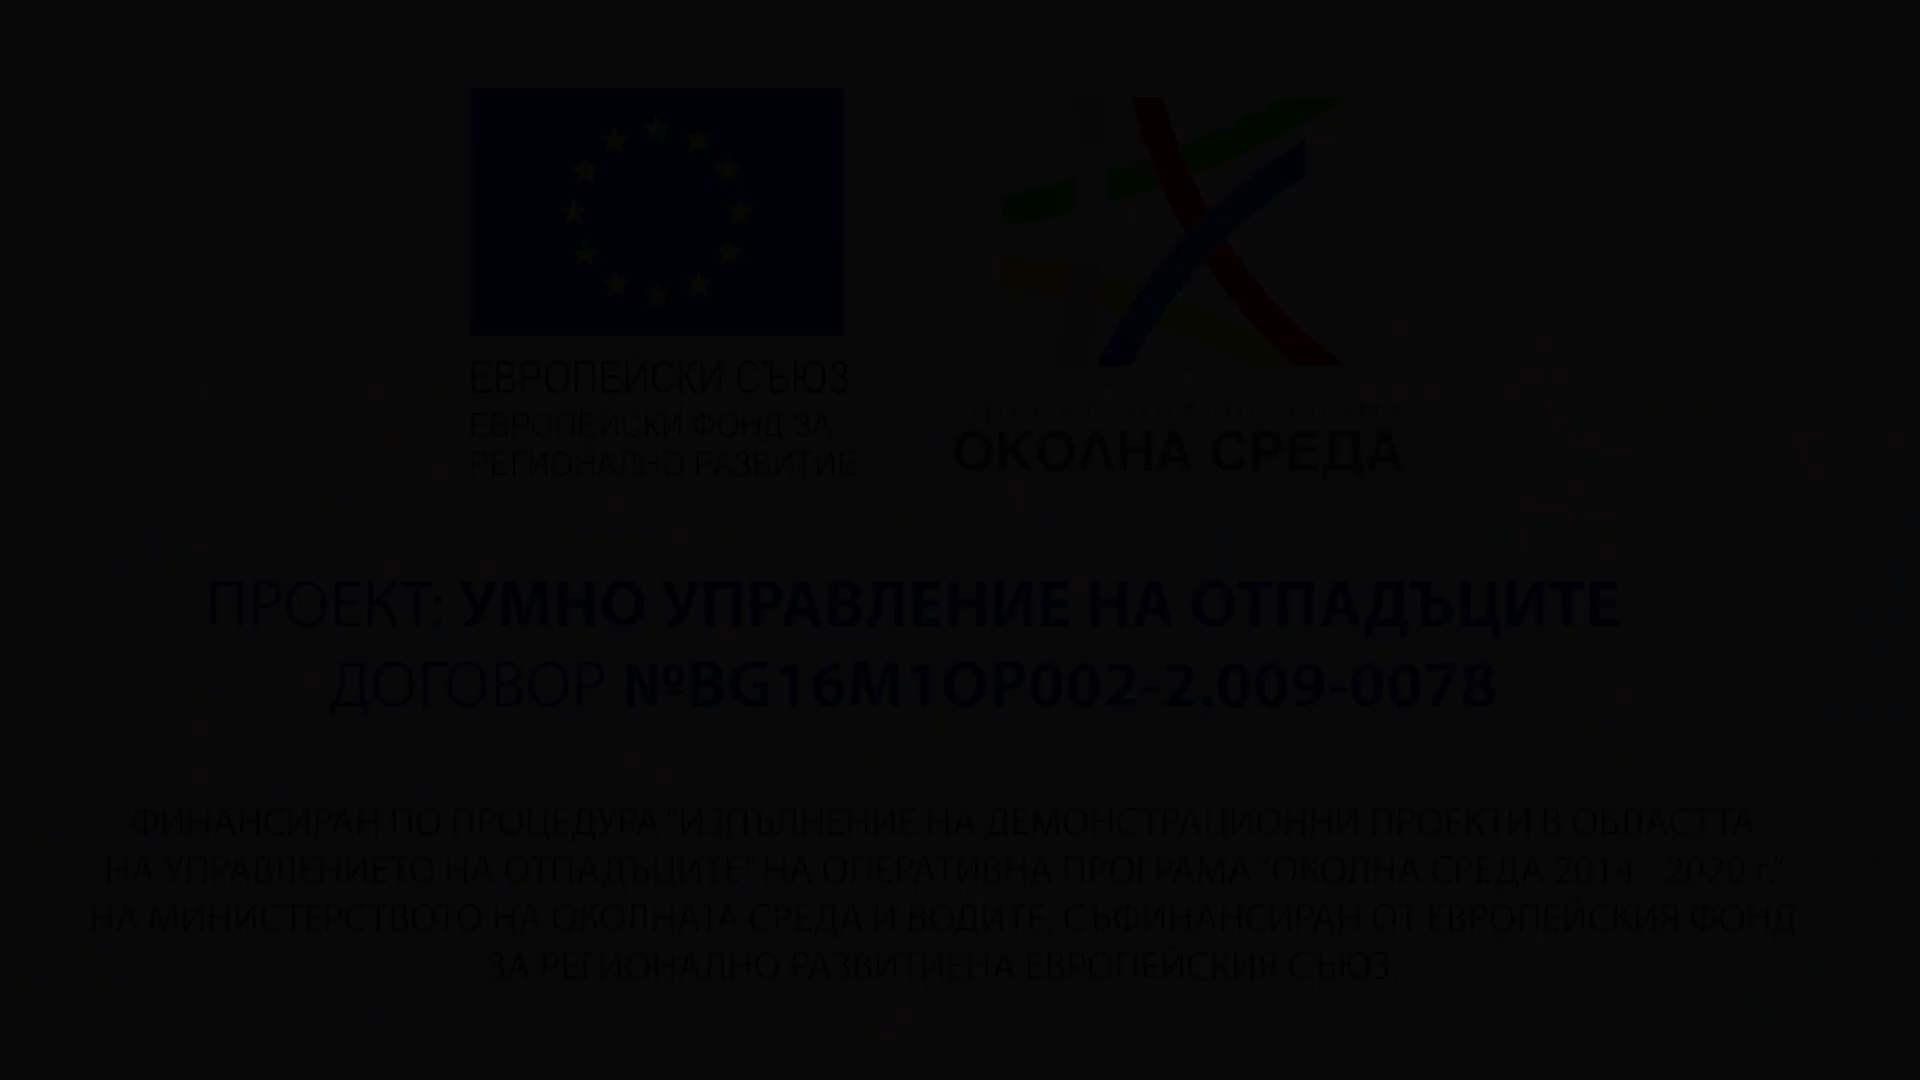 ЕВРОПЕЙСКИ СЪЮЗ
ЕВРОПЕЙСКИ ФОНД ЗА
РЕГИОНАЛНО РАЗВИТИЕ
ОКОЛНА СРЕДА
ПРОЕКТ: УМНО УПРАВЛЕНИЕ НА ОТПАДЪЦИТЕ
ДОГОВОР №BG16M1OP002-2.009-0078
ФИНАНСИРАН ПО ПРОЦЕДУРА "ИЗПЪЛНЕНИЕ НА ДЕМОНСТРАЦИОННИ ПРОЕКТИ В ОБЛАСТТА
НА УПРАВЛЕНИЕТО НА ОТПАДЪЦИТЕ" НА ОПЕРАТИВНА ПРОГРАМА "ОКОЛНА СРЕДА 2014 - 2020 г."
НА МИНИСТЕРСТВОТО НА ОКОЛНАТА СРЕДА И ВОДИТЕ, СЪФИНАНСИРАН ОТ ЕВРОПЕЙСКИЯ ФОНД
ЗА РЕГИОНАЛНО РАЗВИТИЕНА ЕВРОПЕЙСКИЯ СЪЮЗ.